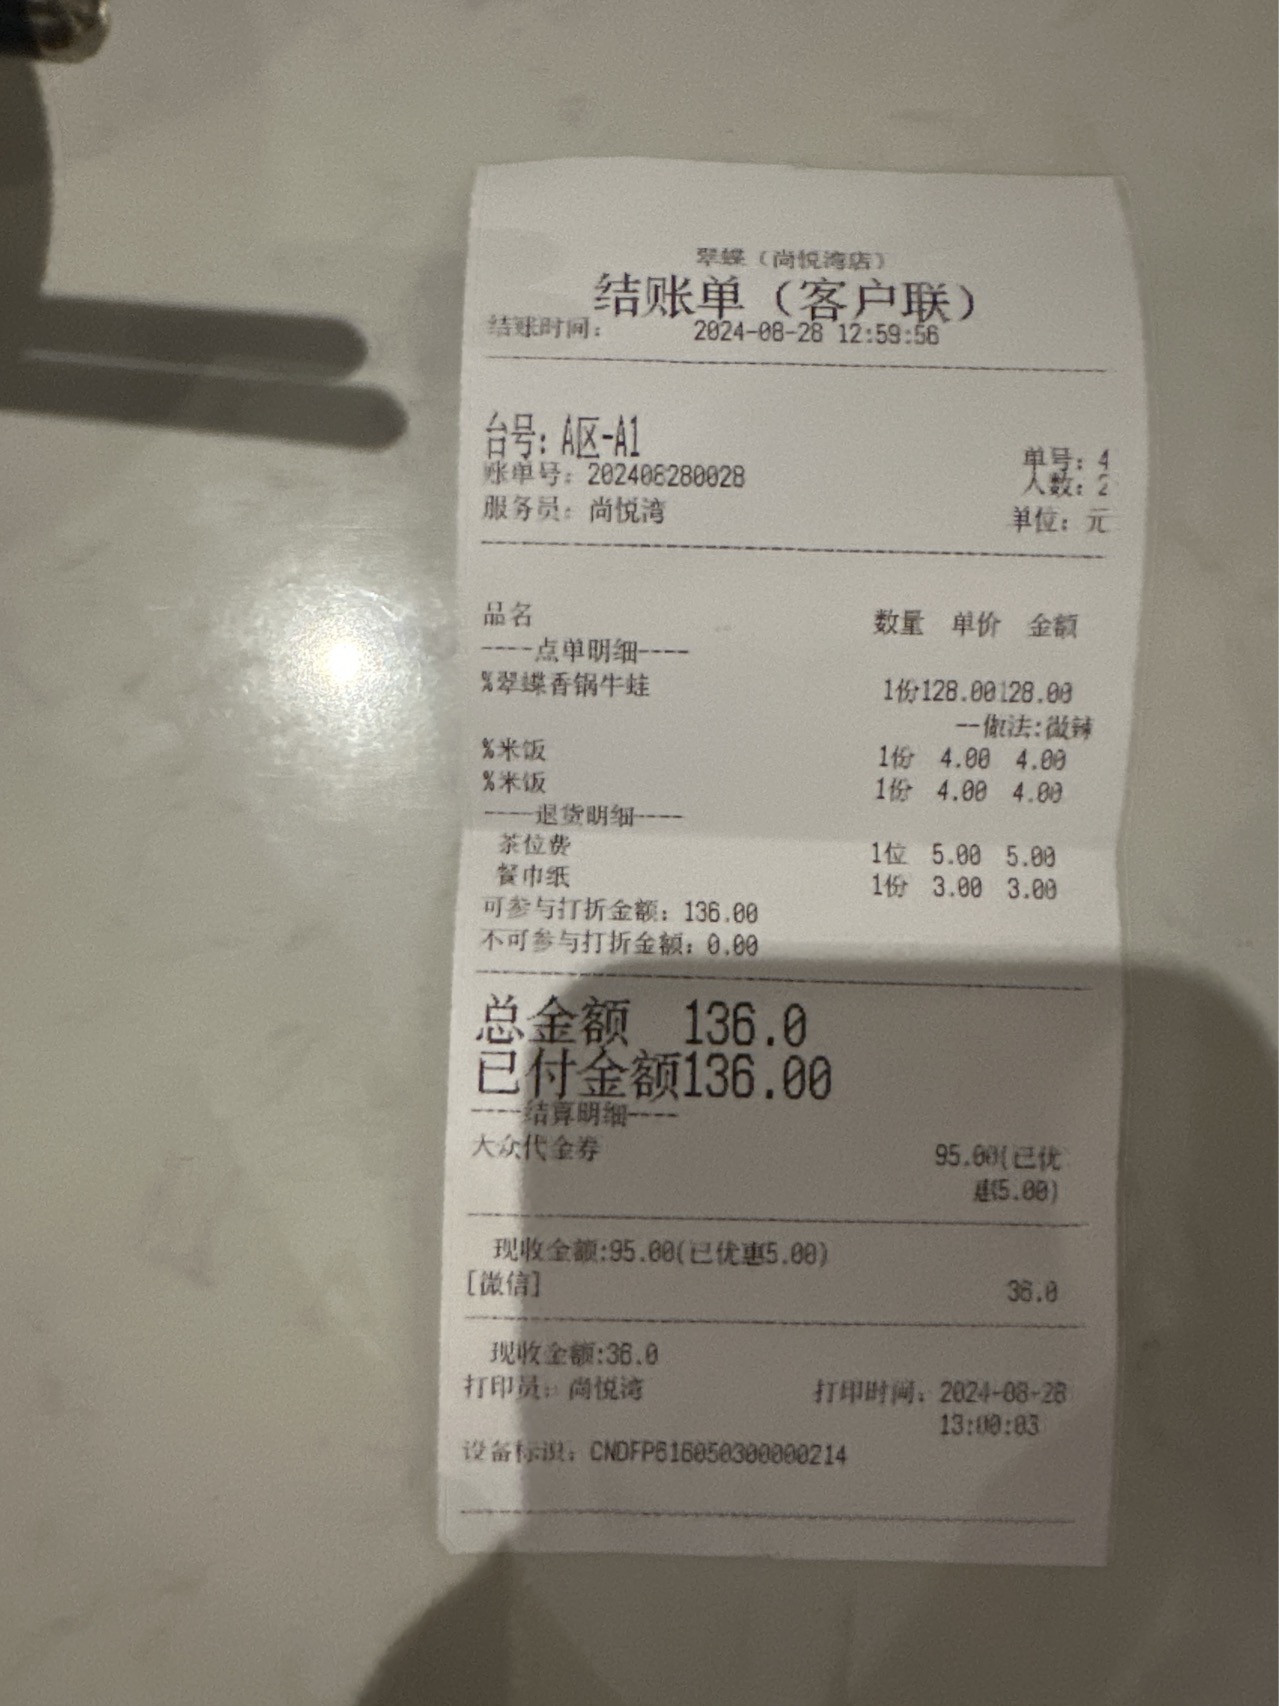 翠蝶（尚悦湾店）
结账单（客户联）
结账时间： 2024-08-28 12:59:56
台号：A区-A1
单号：4
账单号：202408280028
人数：2
服务员：尚悦湾
单位：元
品名 数量 单价 金额
----点单明细----
%翠蝶香锅牛蛙 1份128.00128.00
--做法:微辣
%米饭 1份 4.00 4.00
%米饭 1份 4.00 4.00
----退货明细----
茶位费 1位 5.00 5.00
餐巾纸 1份 3.00 3.00
可参与打折金额：136.00
不可参与打折金额：0.00
总金额 136.0
已付金额136.00
----结算明细----
大众代金券 95.00(已优
惠5.00)
现收金额:95.00(已优惠5.00)
[微信] 36.0
现收金额:36.0
打印员：尚悦湾 打印时间：2024-08-28
13:00:03
设备标识：CNDFP616050300000214